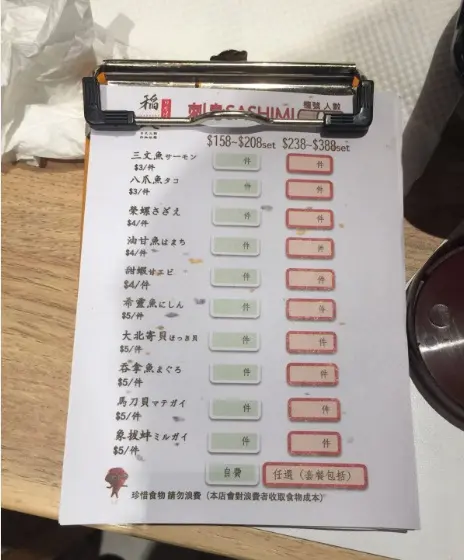 稲
刺身SASHIMI 檯號 人數
$158~$208set $238~$388set
三文魚サーモン 件 件
$3/件
八爪魚タコ 件 件
$3/件
榮螺さざえ 件 件
$4/件
油甘魚はまち 件 件
$4/件
甜蝦甘エビ 件 件
$4/件
希靈魚にしん 件 件
$5/件
大北寄貝ほっき貝 件 件
$5/件
吞拿魚まぐろ 件 件
$5/件
馬刀貝マテガイ 件 件
$5/件
象拔蚌ミルガイ 件 件
$5/件
自費 任選（套餐包括）
珍惜食物 請勿浪費（本店會對浪費者收取食物成本）